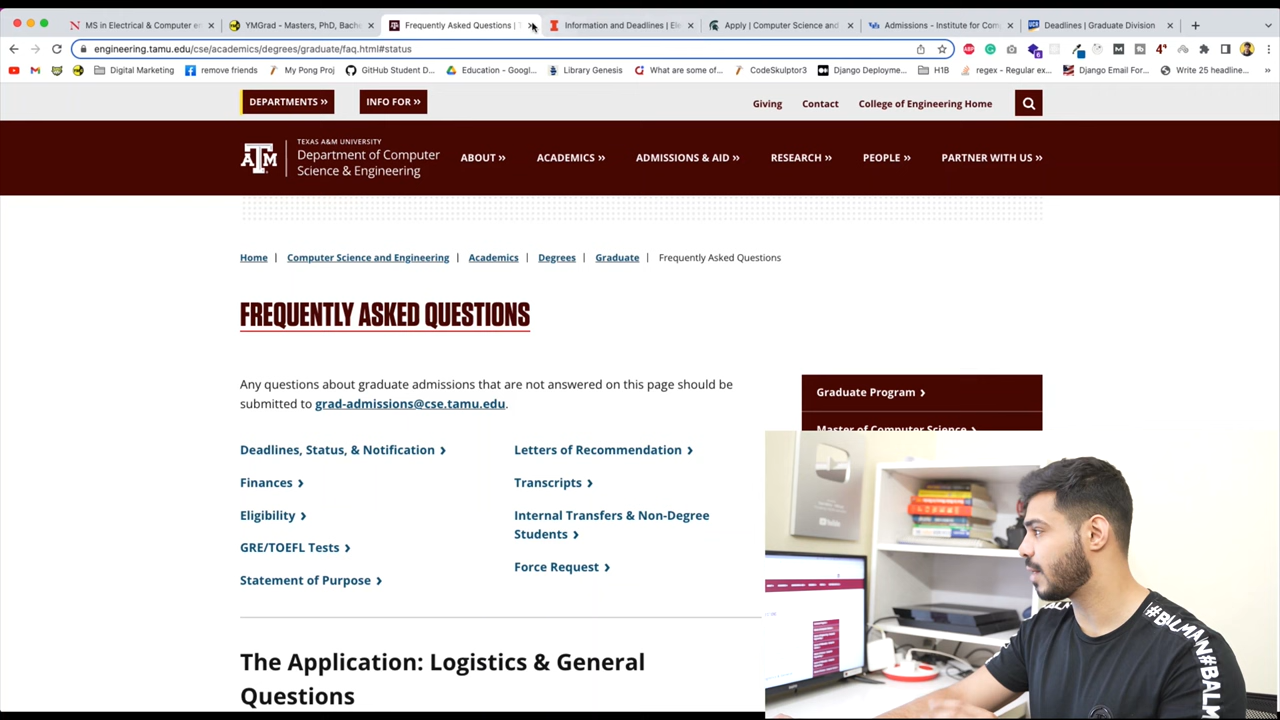 MS in Electrical & Computer en
YMGrad - Masters, PhD, Bache
Frequently Asked Questions |
Information and Deadlines | Ele
Apply | Computer Science and
Admissions - Institute for Com
Deadlines | Graduate Division
engineering.tamu.edu/cse/academics/degrees/graduate/faq.html#status
Digital Marketing
remove friends
My Pong Proj
GitHub Student D...
Education - Googl...
Library Genesis
What are some of...
CodeSkulptor3
Django Deployme...
H1B
regex - Regular ex...
Django Email For...
Write 25 headline...
DEPARTMENTS »
INFO FOR »
Giving
Contact
College of Engineering Home
TEXAS A&M UNIVERSITY
Department of Computer
Science & Engineering
ABOUT »
ACADEMICS »
ADMISSIONS & AID »
RESEARCH »
PEOPLE »
PARTNER WITH US »
Home | Computer Science and Engineering | Academics | Degrees | Graduate | Frequently Asked Questions
FREQUENTLY ASKED QUESTIONS
Any questions about graduate admissions that are not answered on this page should be
submitted to grad-admissions@cse.tamu.edu.
Graduate Program ›
Master of Computer Science ›
Deadlines, Status, & Notification ›
Finances ›
Eligibility ›
GRE/TOEFL Tests ›
Statement of Purpose ›
Letters of Recommendation ›
Transcripts ›
Internal Transfers & Non-Degree
Students ›
Force Request ›
The Application: Logistics & General
Questions
#BALMAIN#BALM